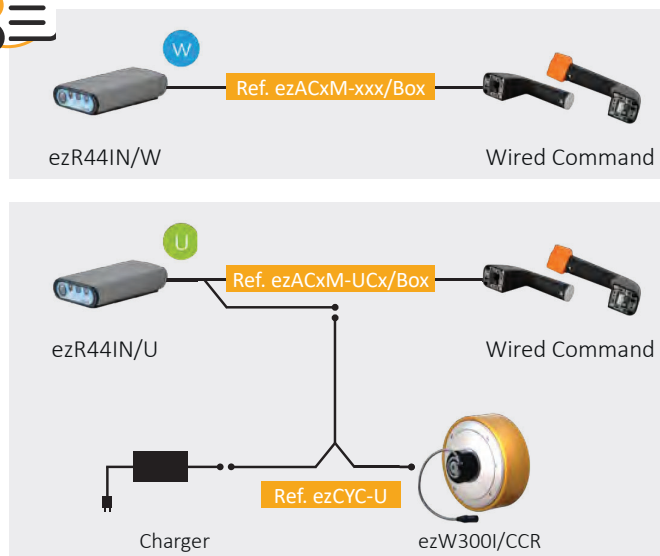 W
Ref. ezACxM-xxx/Box
ezR44IN/W
Wired Command
U
Ref. ezACxM-UCx/Box
ezR44IN/U
Wired Command
Ref. ezCYC-U
Charger
ezW300I/CCR